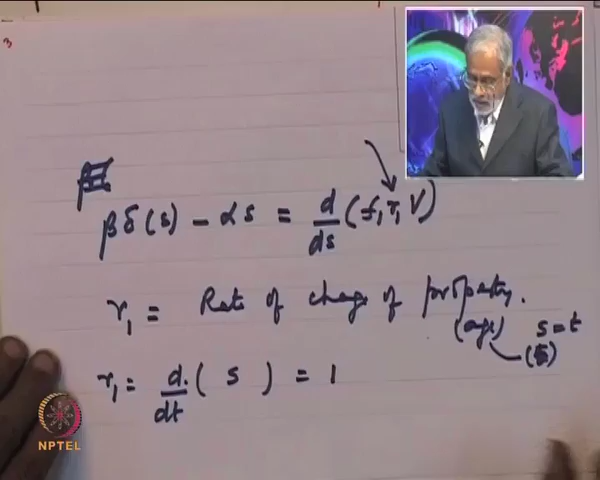 βδ(s) - αs = d/ds (f, r, V)
r₁ = Rate of change of property.
(age) s = t
r₁ = d/dt ( s ) = 1
NPTEL